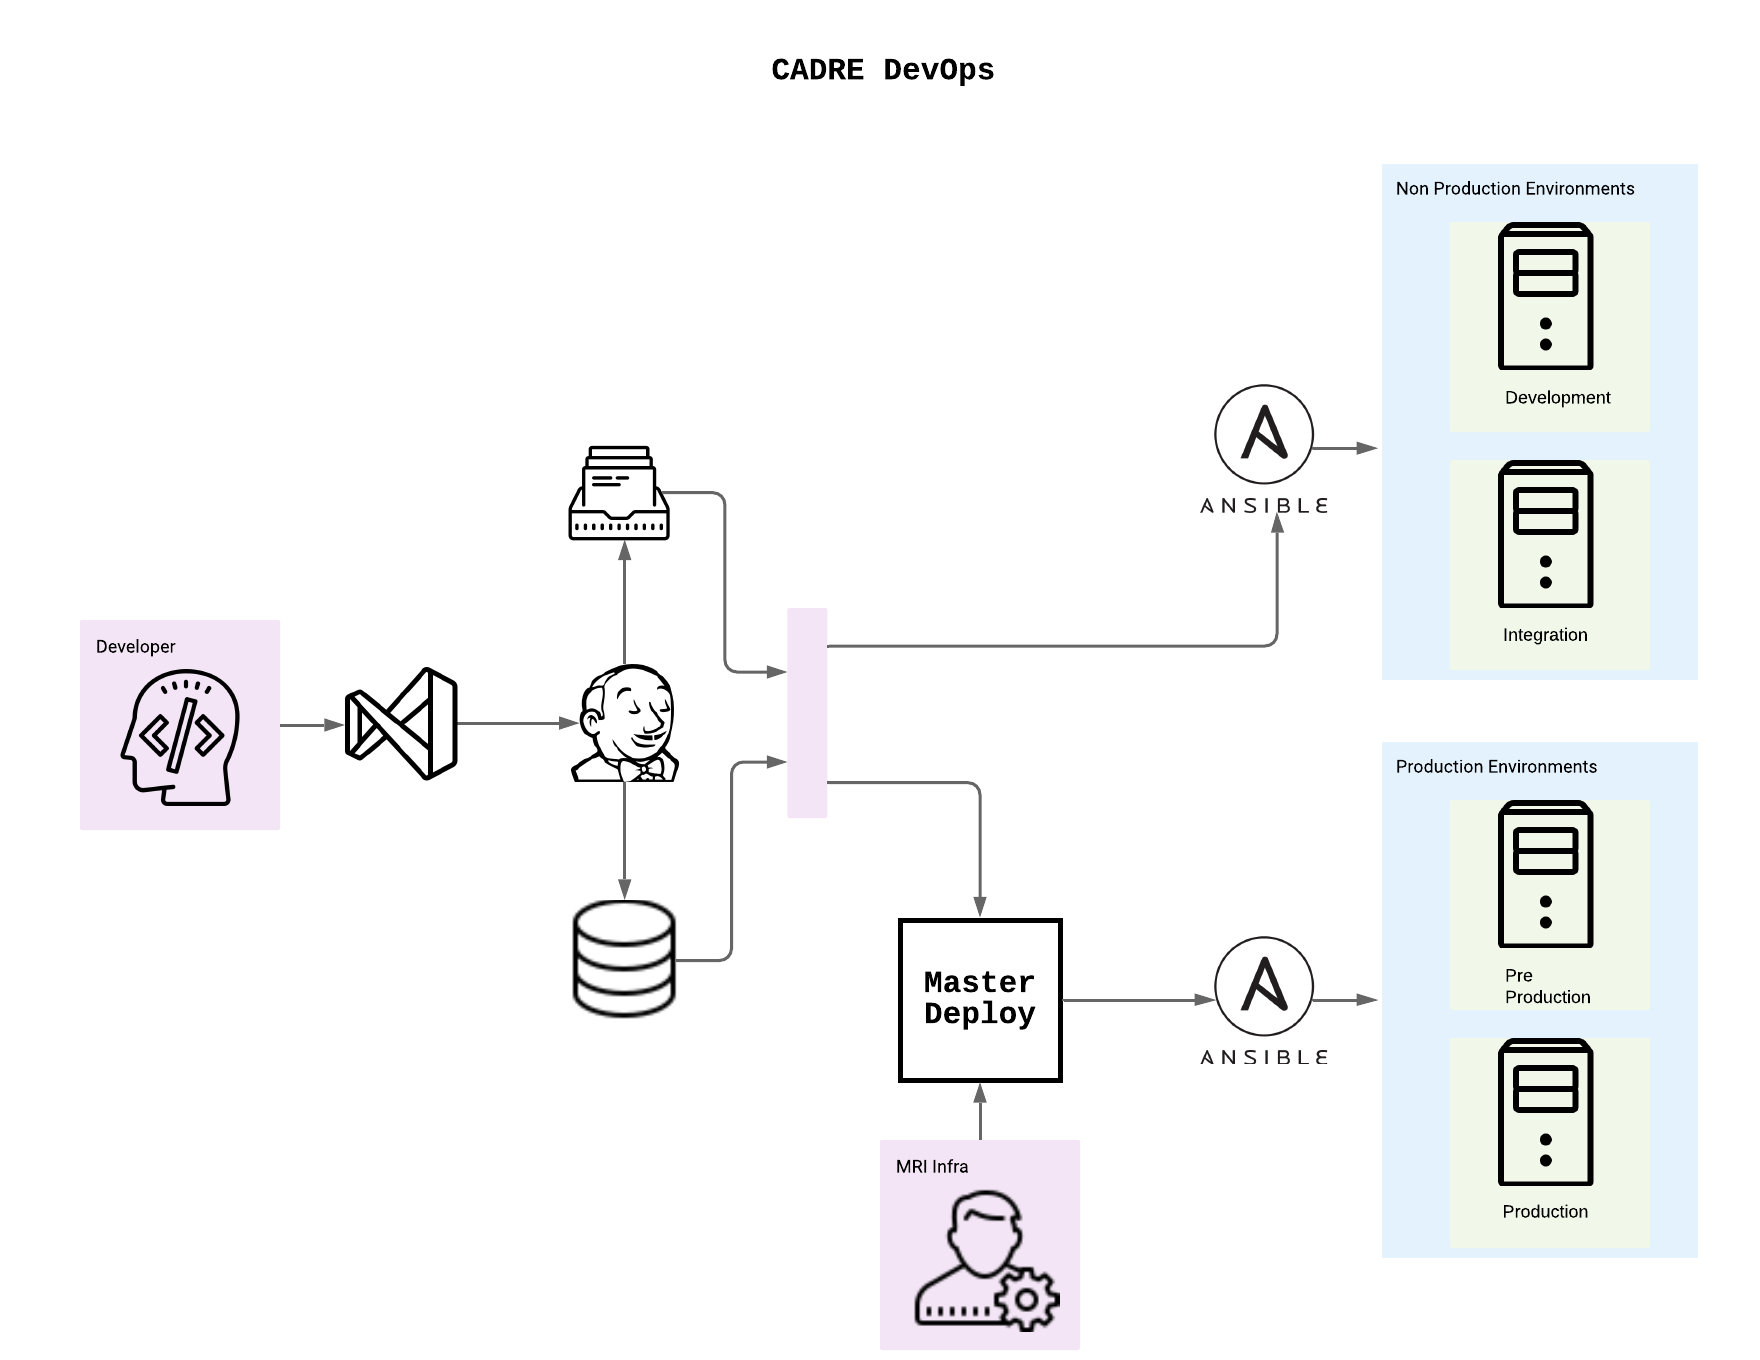 CADRE DevOps
Non Production Environments
Development
ANSIBLE
Integration
Developer
Production Environments
Master
Deploy
Pre
Production
ANSIBLE
MRI Infra
Production